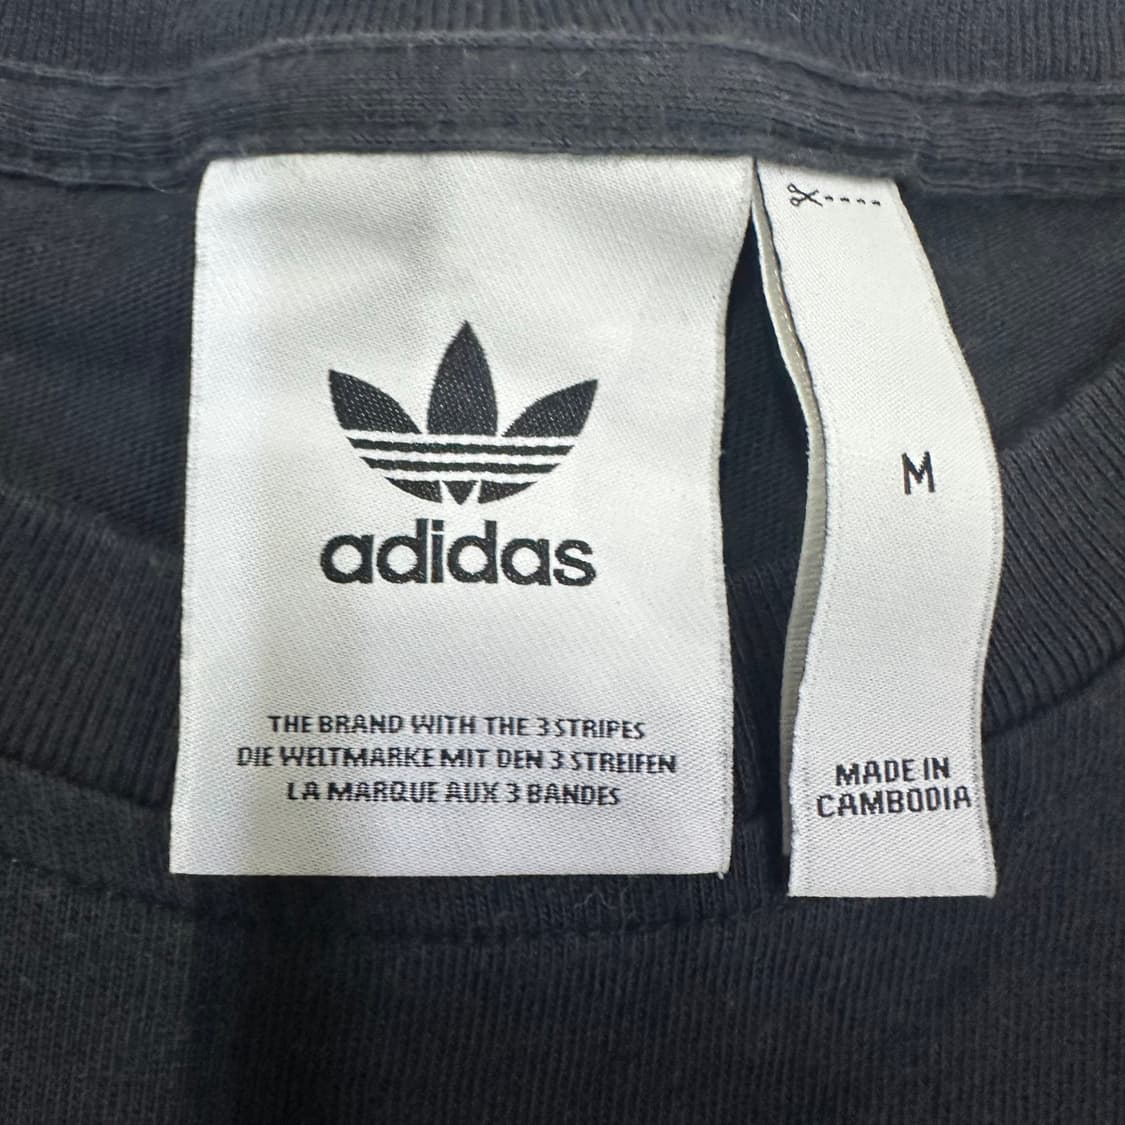 adidas
THE BRAND WITH THE 3 STRIPES
DIE WELTMARKE MIT DEN 3 STREIFEN
LA MARQUE AUX 3 BANDES
M
MADE IN
CAMBODIA